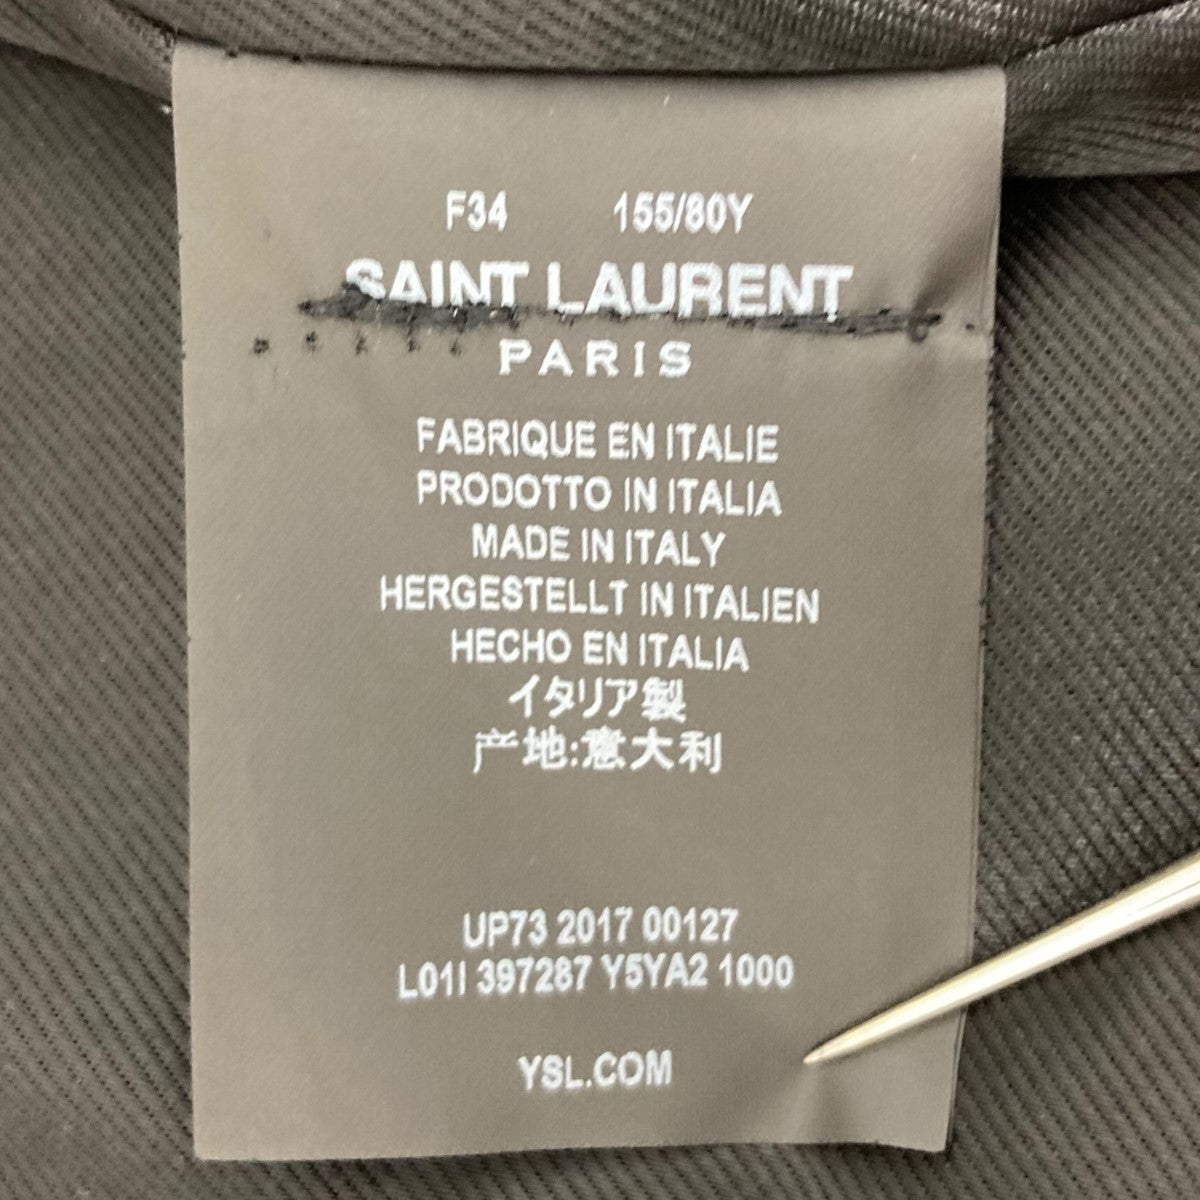 F34 155/80Y
SAINT LAURENT
PARIS
FABRIQUE EN ITALIE
PRODOTTO IN ITALIA
MADE IN ITALY
HERGESTELLT IN ITALIEN
HECHO EN ITALIA
イタリア製
产地:意大利
UP73 2017 00127
L01I 397287 Y5YA2 1000
YSL.COM